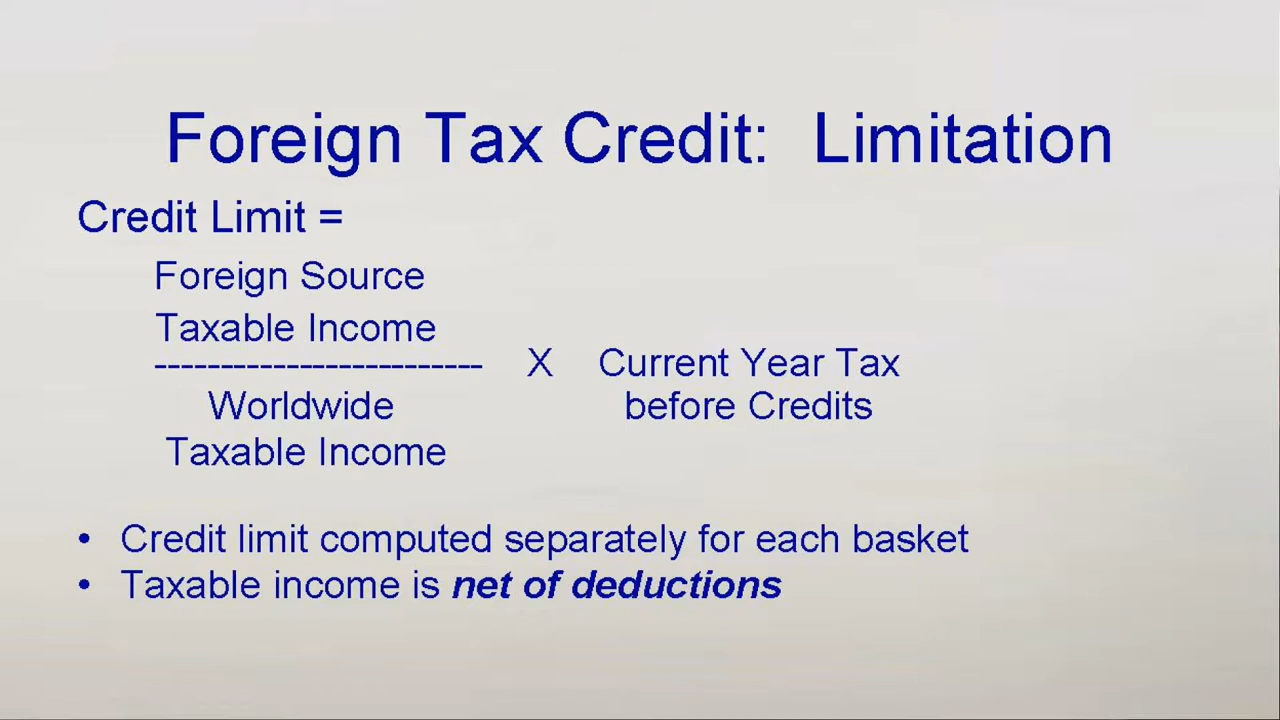 Foreign Tax Credit: Limitation
Credit Limit =
Foreign Source
Taxable Income
------------------------- X Current Year Tax
Worldwide before Credits
Taxable Income
• Credit limit computed separately for each basket
• Taxable income is net of deductions